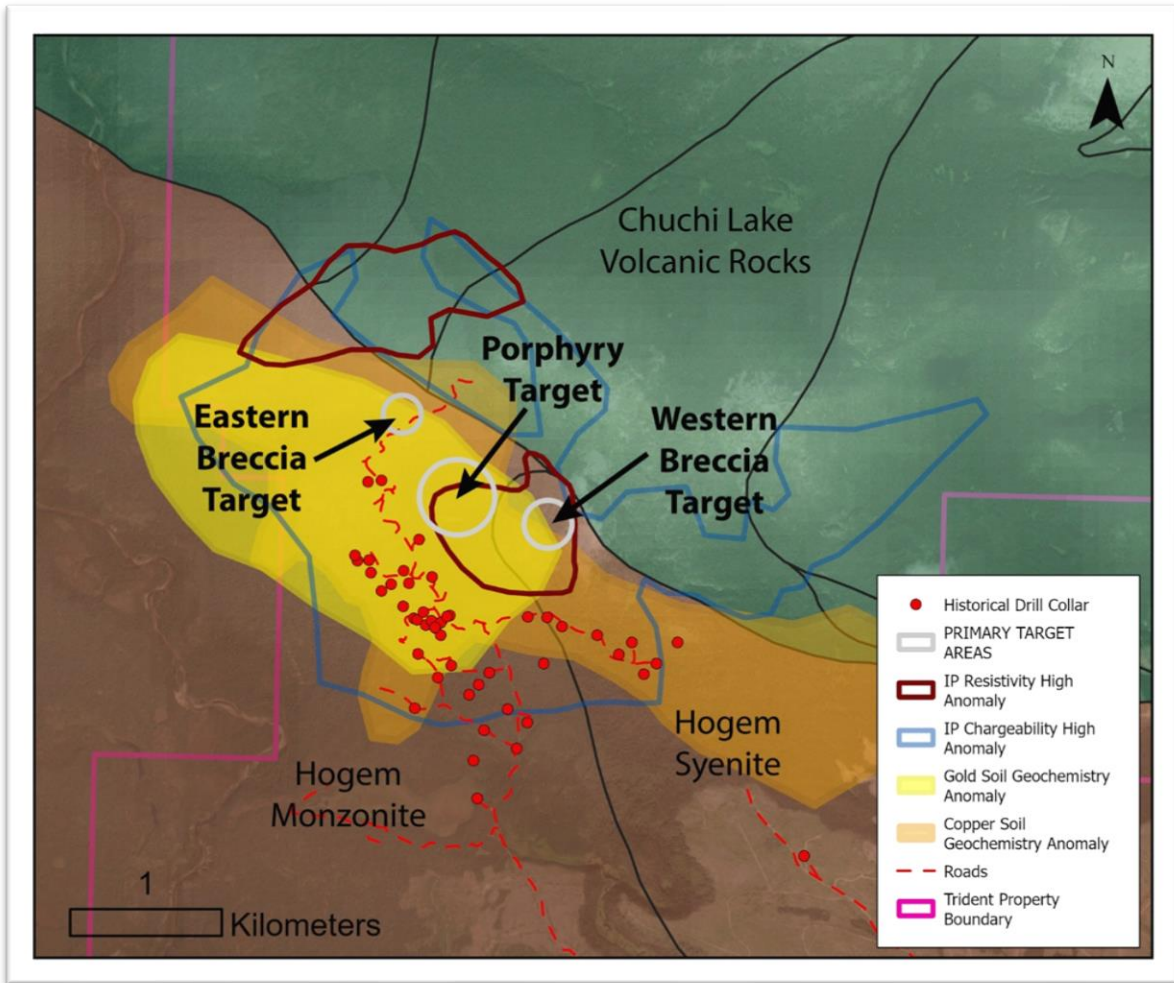 N
Chuchi Lake
Volcanic Rocks
Porphyry
Target
Eastern
Breccia
Target
Western
Breccia
Target
Hogem
Syenite
Hogem
Monzonite
1
Kilometers
Historical Drill Collar
PRIMARY TARGET
AREAS
IP Resistivity High
Anomaly
IP Chargeability High
Anomaly
Gold Soil Geochemistry
Anomaly
Copper Soil
Geochemistry Anomaly
Roads
Trident Property
Boundary